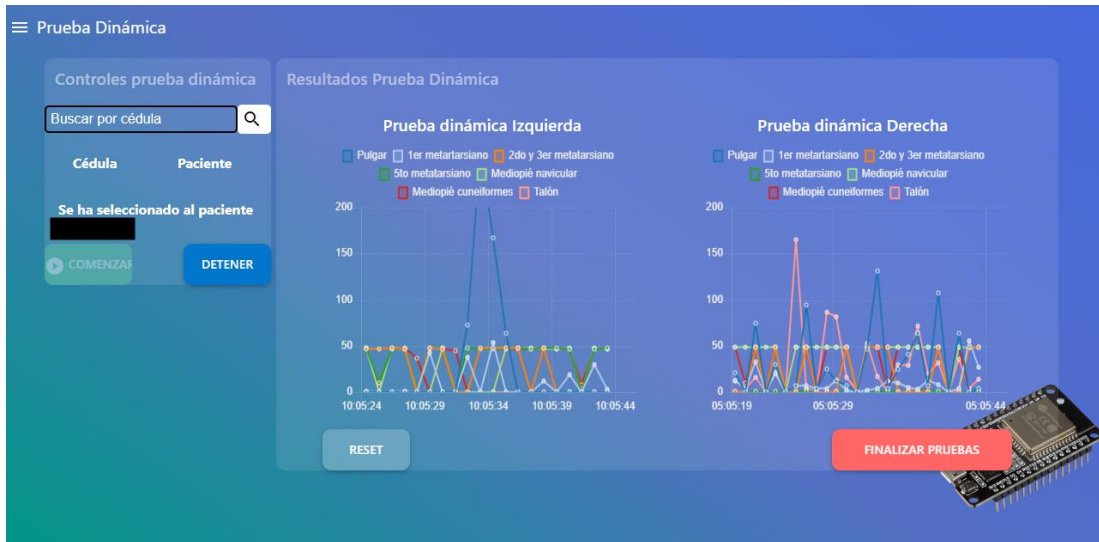 Prueba Dinámica
Controles prueba dinámica
Buscar por cédula
Cédula Paciente
Se ha seleccionado al paciente
COMENZAR
DETENER
Resultados Prueba Dinámica
Prueba dinámica Izquierda
Pulgar 1er metartarsiano 2do y 3er metatarsiano
5to metatarsiano Mediopié navicular
Mediopié cuneiformes Talón
200
150
100
50
0
10:05:24 10:05:29 10:05:34 10:05:39 10:05:44
Prueba dinámica Derecha
Pulgar 1er metartarsiano 2do y 3er metatarsiano
5to metatarsiano Mediopié navicular
Mediopié cuneiformes Talón
200
150
100
50
0
05:05:19 05:05:29 05:05:44
RESET
FINALIZAR PRUEBAS